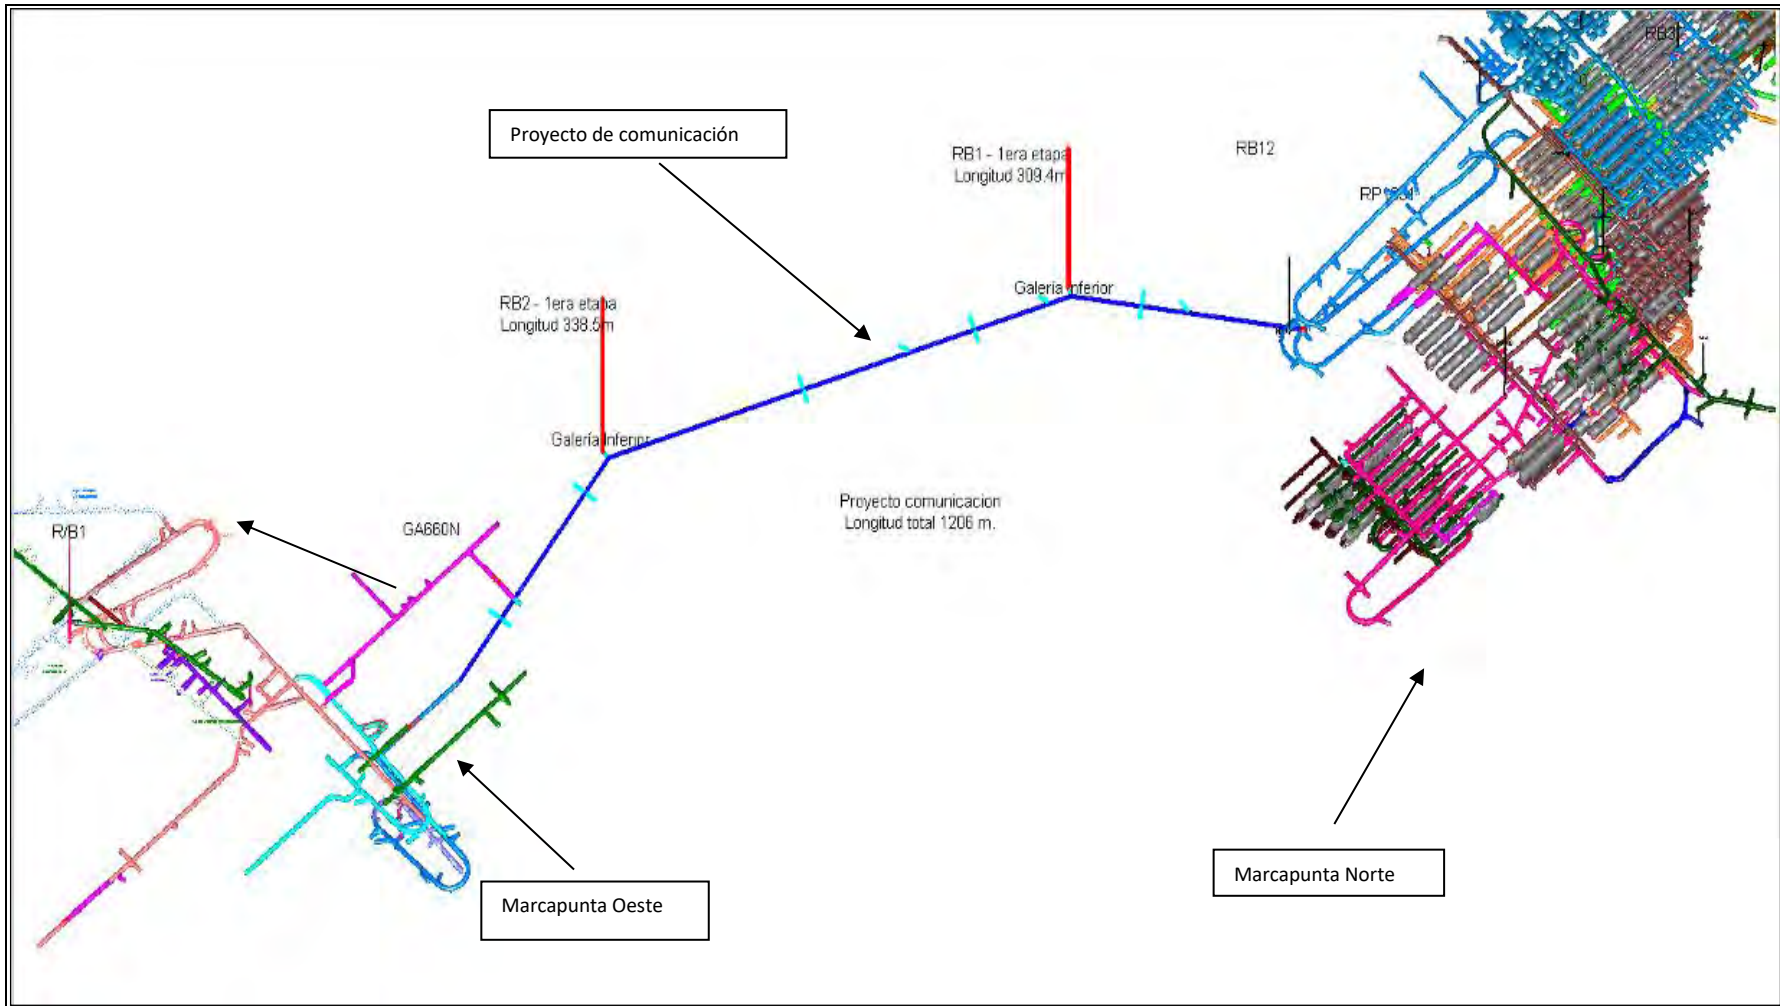 RB3
Proyecto de comunicación
RB1 - 1era etapa
Longitud 309.4m
RB12
Galería Inferior
RB2 - 1era etapa
Longitud 338.5m
Galería Inferior
Proyecto comunicacion
Longitud total 1206 m.
R/B1
GA660N
Marcapunta Norte
Marcapunta Oeste